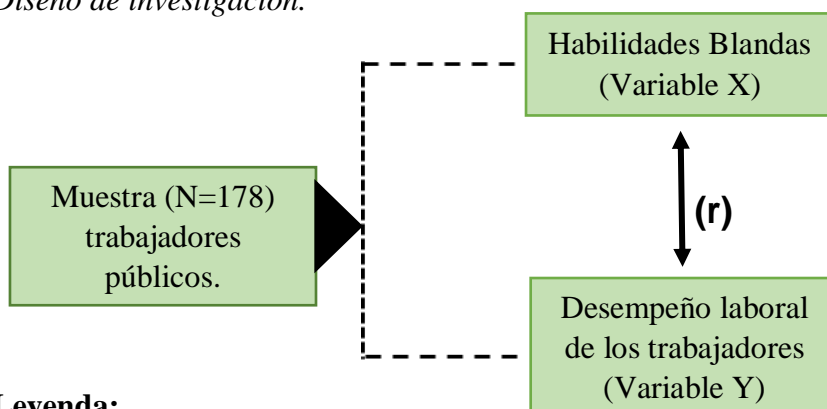 Diseño de investigación.
Habilidades Blandas
(Variable X)
Muestra (N=178)
trabajadores
públicos.
(r)
Desempeño laboral
de los trabajadores
(Variable Y)
Leyenda: